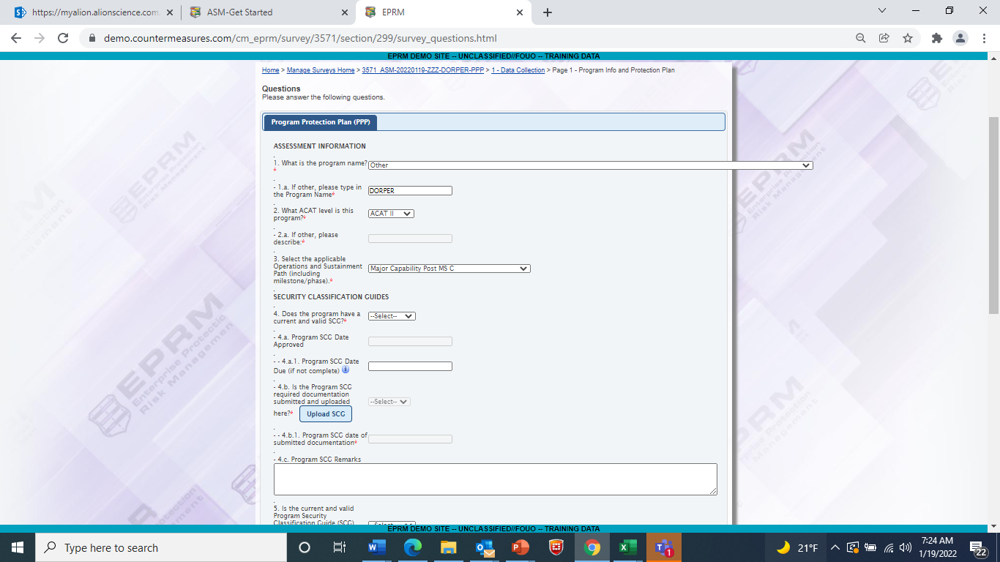 https://myalion.alionscience.com
ASM-Get Started
EPRM
demo.countermeasures.com/cm_eprm/survey/3571/section/299/survey_questions.html
EPRM DEMO SITE -- UNCLASSIFIED//FOUO -- TRAINING DATA
Home > Manage Surveys Home > 3571 ASM-20220119-ZZZ-DORPER-PPP > 1 - Data Collection > Page 1 - Program Info and Protection Plan
Questions
Please answer the following questions.
Program Protection Plan (PPP)
ASSESSMENT INFORMATION
.
1. What is the program name?
*
Other
.
- 1.a. If other, please type in
the Program Name*
DORPER
.
2. What ACAT level is this
program?*
ACAT II
.
- 2.a. If other, please
describe:*
.
3. Select the applicable
Operations and Sustainment
Path (including
milestone/phase).*
Major Capability Post MS C
.
SECURITY CLASSIFICATION GUIDES
.
4. Does the program have a
current and valid SCG?*
--Select--
.
- 4.a. Program SCG Date
Approved
.
- - 4.a.1. Program SCG Date
Due (if not complete)
.
- 4.b. Is the Program SCG
required documentation
submitted and uploaded
here?* Upload SCG
--Select--
.
- - 4.b.1. Program SCG date of
submitted documentation*
.
- 4.c. Program SCG Remarks
.
5. Is the current and valid
Program Security
Classification Guide (SCG)
--Select--
EPRM DEMO SITE -- UNCLASSIFIED//FOUO -- TRAINING DATA
EPRM
Enterprise Protection
Risk Management
Type here to search
21°F
7:24 AM
1/19/2022
22
1